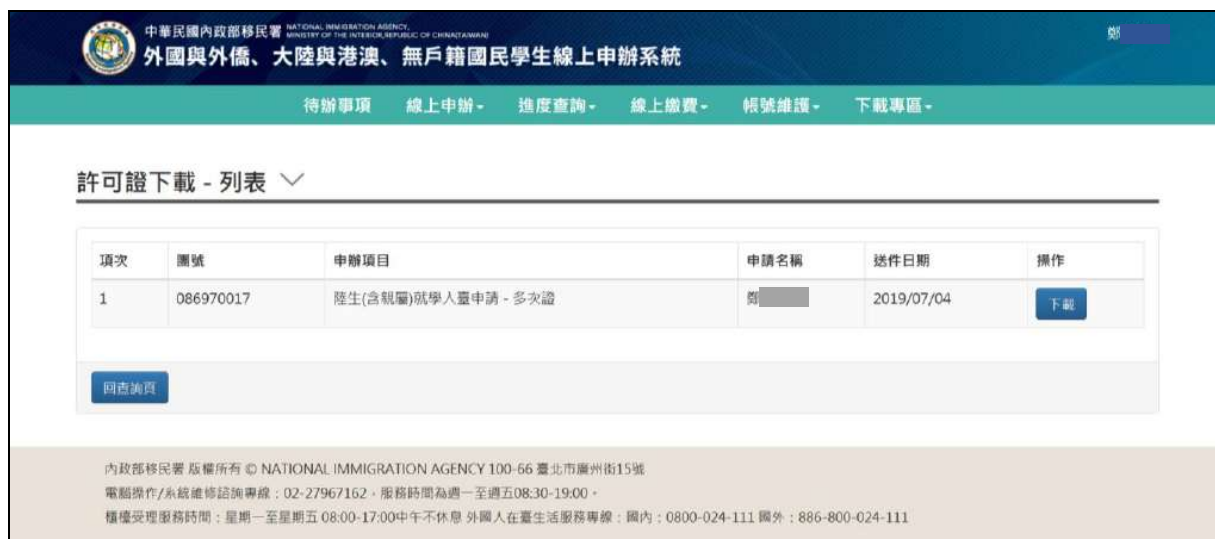 中華民國內政部移民署 NATIONAL IMMIGRATION AGENCY,
MINISTRY OF THE INTERIOR,REPUBLIC OF CHINA(TAIWAN)
外國與外僑、大陸與港澳、無戶籍國民學生線上申辦系統
鄭
待辦事項 線上申辦 進度查詢 線上繳費 帳號維護 下載專區
許可證下載 - 列表
項次 團號 申辦項目 申請名稱 送件日期 操作
1 086970017 陸生(含親屬)就學入臺申請 - 多次證 鄭 2019/07/04 下載
回查詢頁
內政部移民署 版權所有 © NATIONAL IMMIGRATION AGENCY 100-66 臺北市廣州街15號
電腦操作/系統維修諮詢專線：02-27967162，服務時間為週一至週五08:30-19:00。
櫃檯受理服務時間：星期一至星期五 08:00-17:00中午不休息 外國人在臺生活服務專線：國內：0800-024-111 國外：886-800-024-111